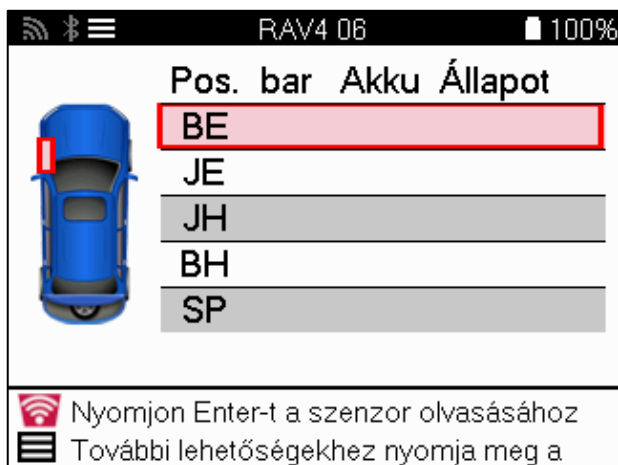 RAV4 06 100%
Pos. bar Akku Állapot
BE
JE
JH
BH
SP
Nyomjon Enter-t a szenzor olvasásához
További lehetőségekhez nyomja meg a